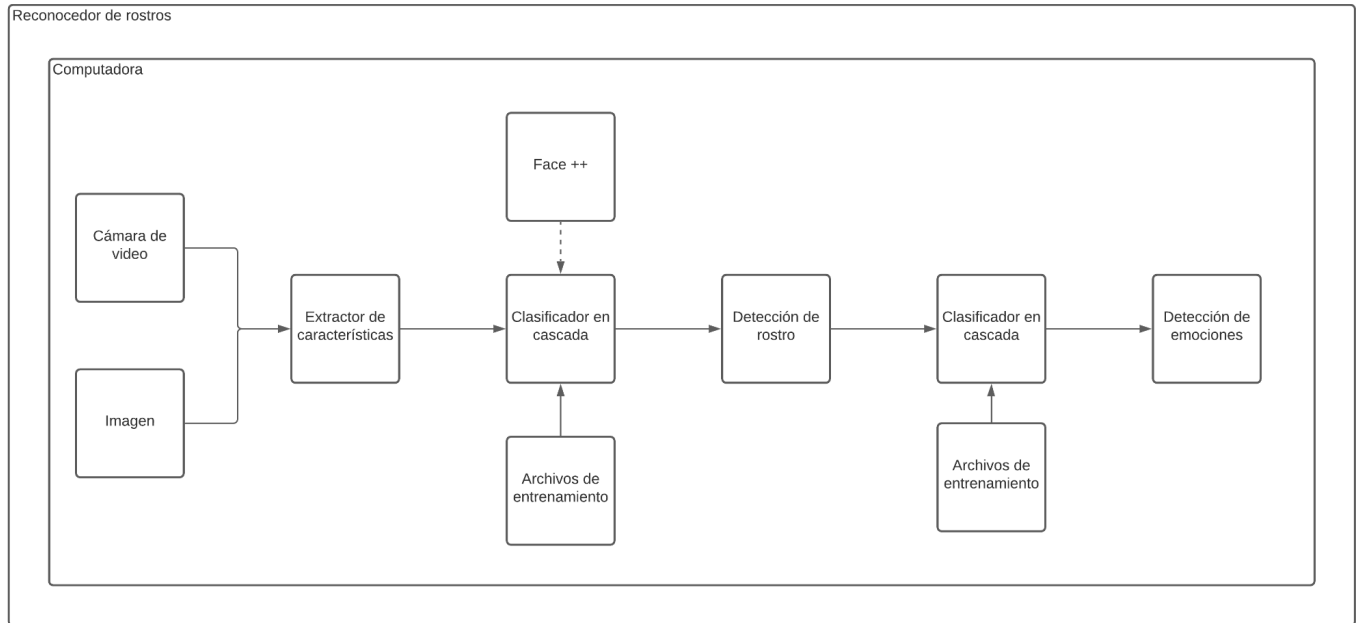 Reconocedor de rostros
Computadora
Face ++
Cámara de
video
Extractor de
características
Clasificador en
cascada
Detección de
rostro
Clasificador en
cascada
Detección de
emociones
Imagen
Archivos de
entrenamiento
Archivos de
entrenamiento